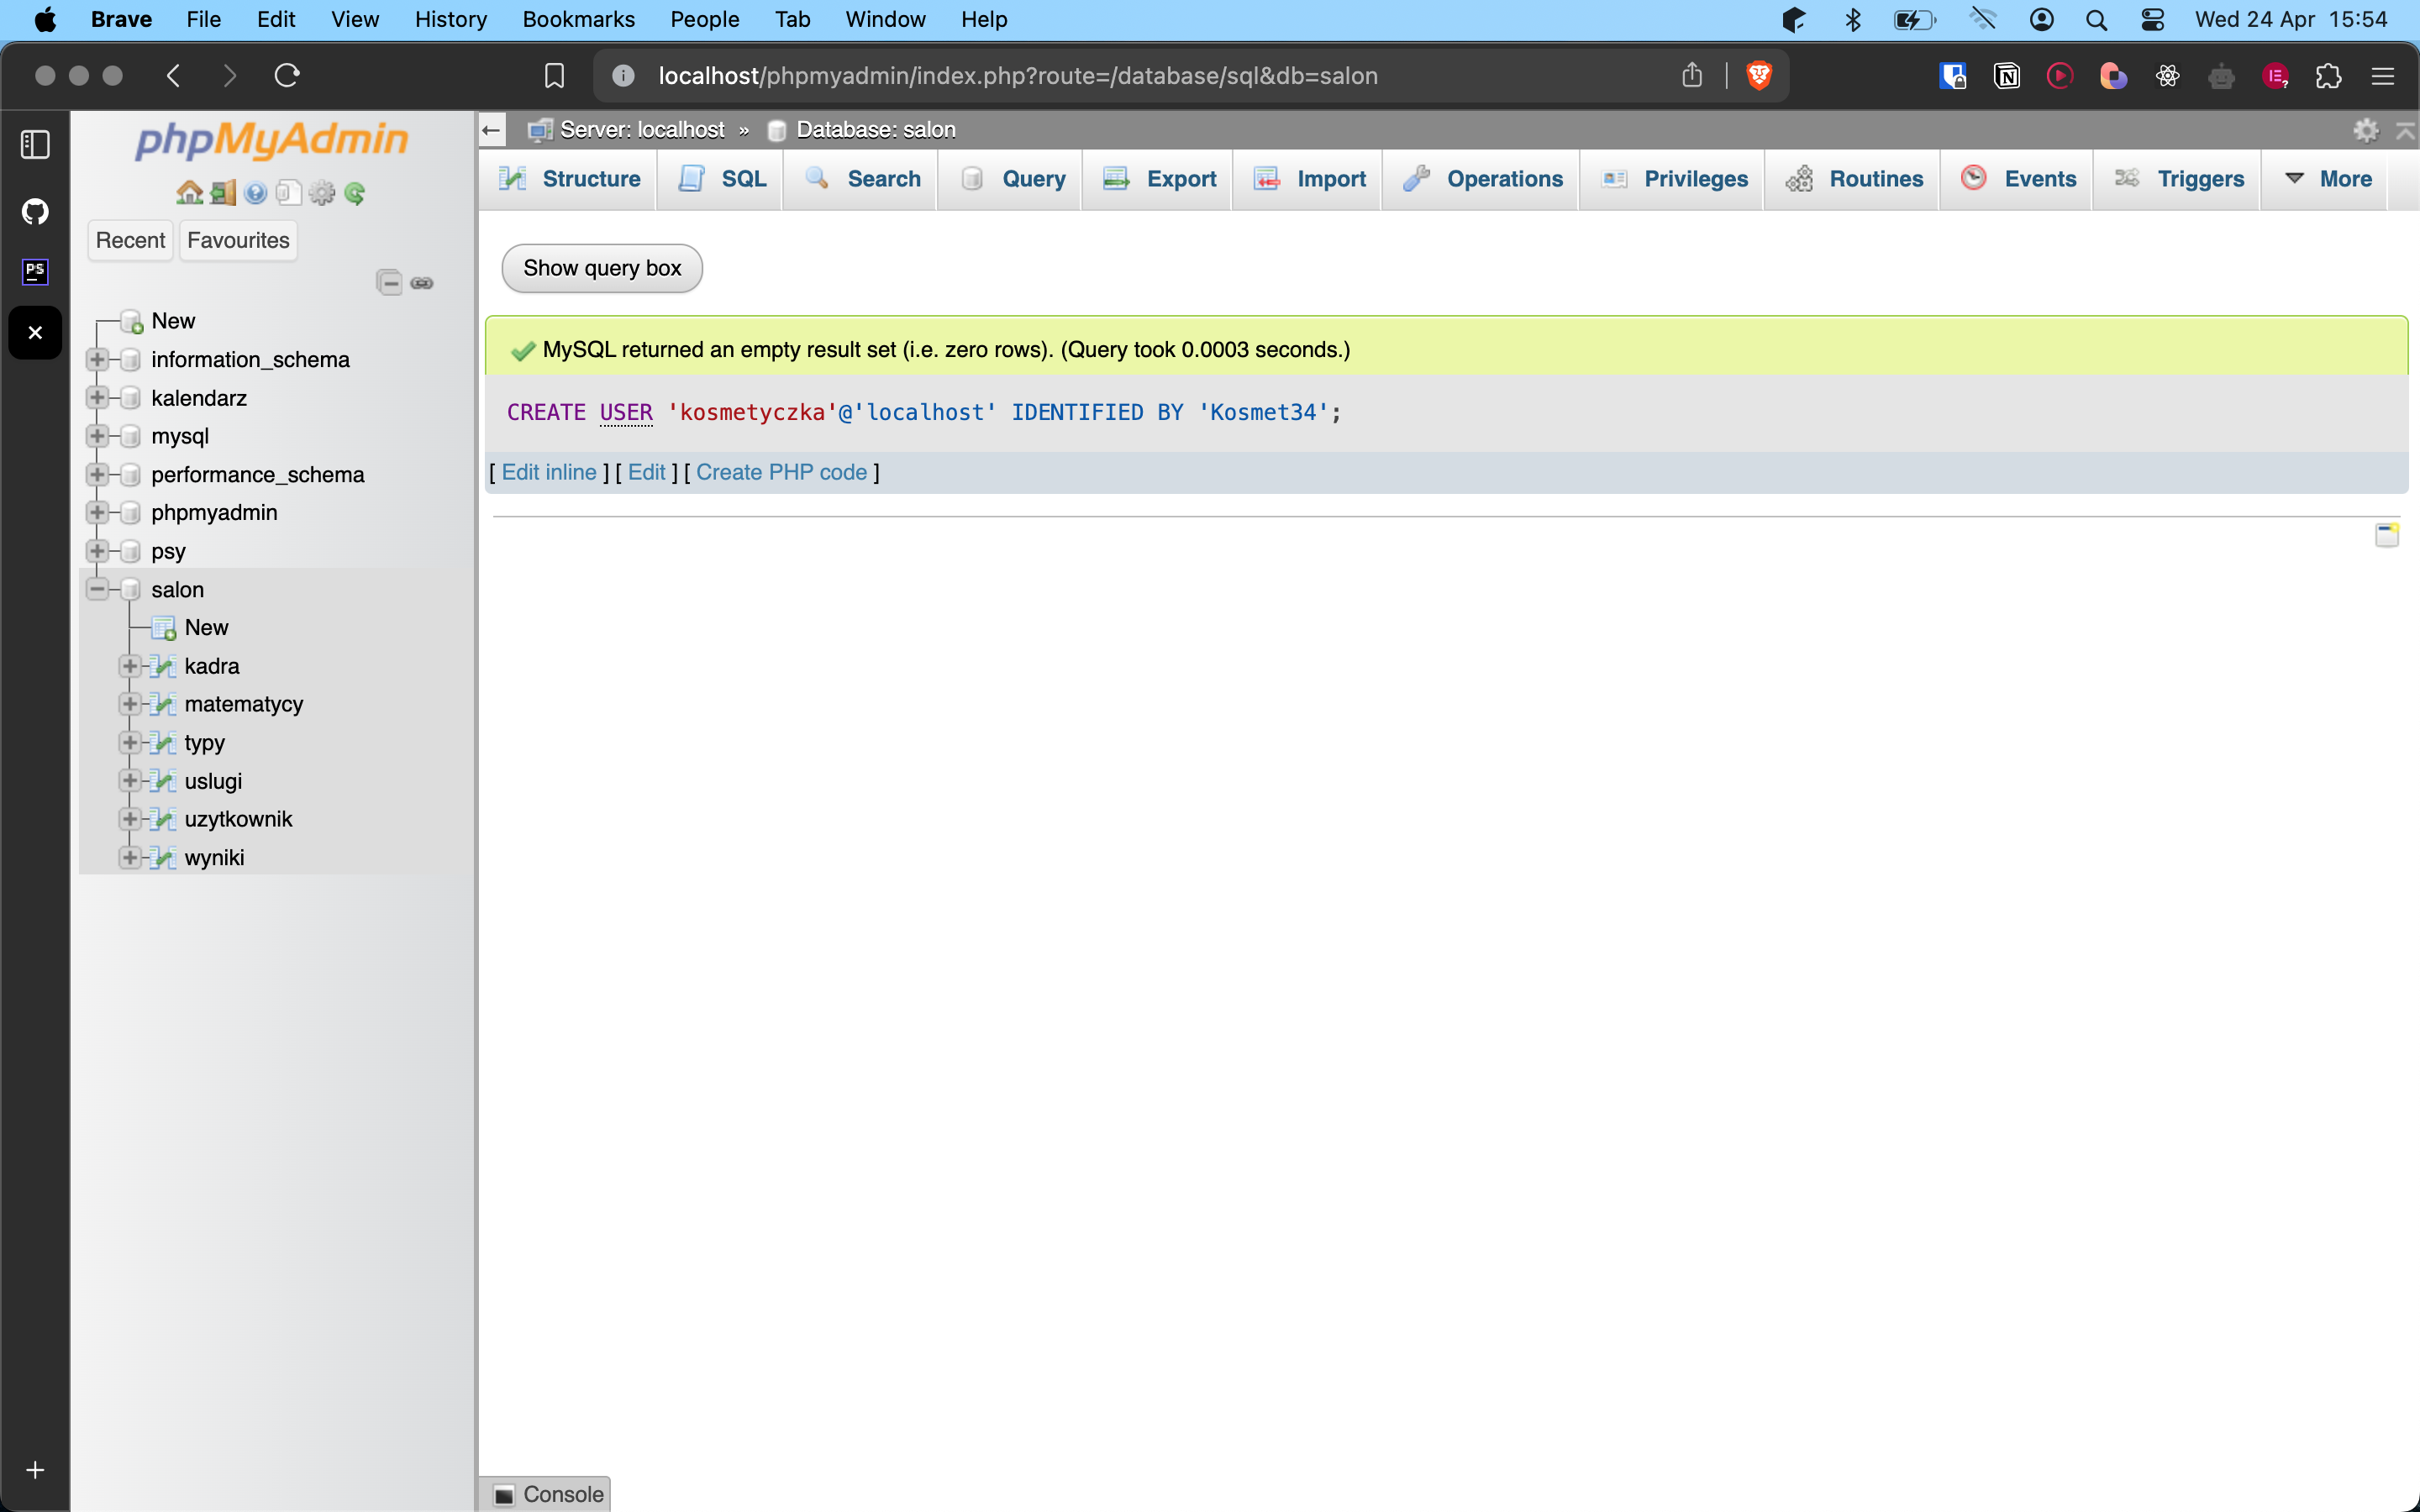 Brave File Edit View History Bookmarks People Tab Window Help Wed 24 Apr 15:54
localhost/phpmyadmin/index.php?route=/database/sql&db=salon
phpMyAdmin
Recent Favourites
New
information_schema
kalendarz
mysql
performance_schema
phpmyadmin
psy
salon
New
kadra
matematycy
typy
uslugi
uzytkownik
wyniki
Server: localhost » Database: salon
Structure SQL Search Query Export Import Operations Privileges Routines Events Triggers More
Show query box
MySQL returned an empty result set (i.e. zero rows). (Query took 0.0003 seconds.)
CREATE USER 'kosmetyczka'@'localhost' IDENTIFIED BY 'Kosmet34';
[ Edit inline ] [ Edit ] [ Create PHP code ]
Console